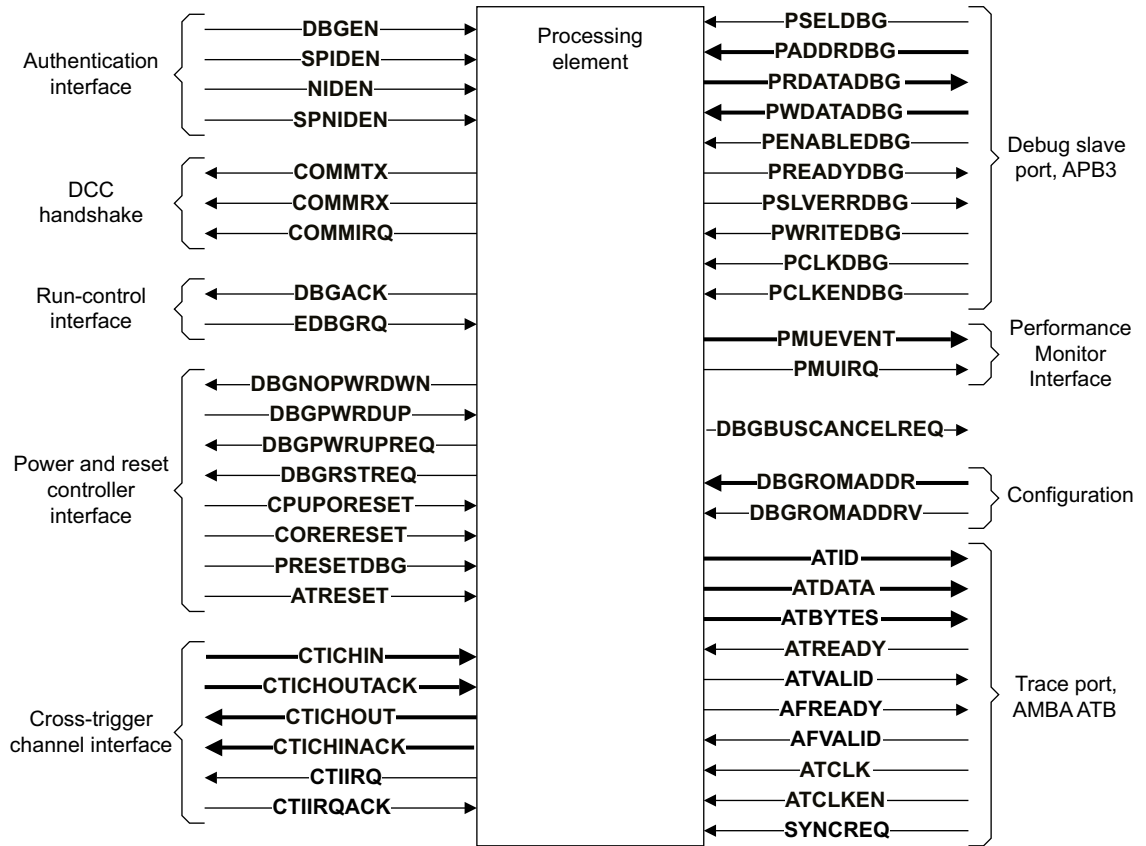 Authentication
interface
DBGEN
SPIDEN
NIDEN
SPNIDEN
DCC
handshake
COMMTX
COMMRX
COMMIRQ
Run-control
interface
DBGACK
EDBGRQ
Power and reset
controller
interface
DBGNOPWRDWN
DBGPWRDUP
DBGPWRUPREQ
DBGRSTREQ
CPUPORESET
CORERESET
PRESETDBG
ATRESET
Cross-trigger
channel interface
CTICHIN
CTICHOUTACK
CTICHOUT
CTICHINACK
CTIIRQ
CTIIRQACK
Processing
element
PSELDBG
PADDRDBG
PRDATADBG
PWDATADBG
PENABLEDBG
PREADYDBG
PSLVERRDBG
PWRITEDBG
PCLKDBG
PCLKENDBG
Debug slave
port, APB3
PMUEVENT
PMUIRQ
Performance
Monitor
Interface
DBGBUSCANCELREQ
DBGROMADDR
DBGROMADDRV
Configuration
ATID
ATDATA
ATBYTES
ATREADY
ATVALID
AFREADY
AFVALID
ATCLK
ATCLKEN
SYNCREQ
Trace port,
AMBA ATB